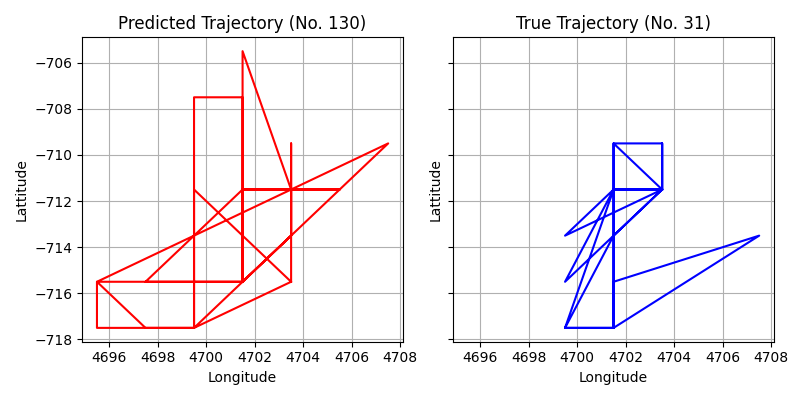 Predicted Trajectory (No. 130)
True Trajectory (No. 31)
−706
−708
−710
−712
−714
−716
−718
Lattitude
Lattitude
4696 4698 4700 4702 4704 4706 4708
4696 4698 4700 4702 4704 4706 4708
Longitude
Longitude